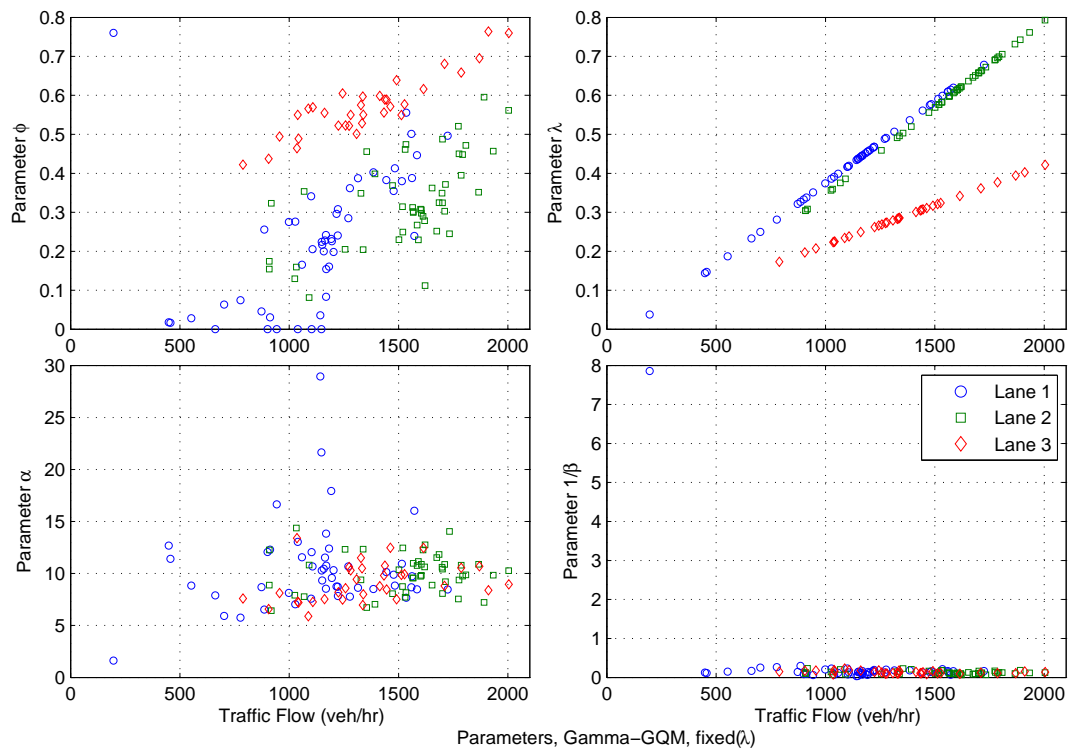 0.8
0.7
0.6
0.5
0.4
0.3
0.2
0.1
0
Parameter ϕ
0 500 1000 1500 2000
0.8
0.7
0.6
0.5
0.4
0.3
0.2
0.1
0
Parameter λ
0 500 1000 1500 2000
30
25
20
15
10
5
0
Parameter α
0 500 1000 1500 2000
Traffic Flow (veh/hr)
8
7
6
5
4
3
2
1
0
Parameter 1/β
Lane 1
Lane 2
Lane 3
0 500 1000 1500 2000
Traffic Flow (veh/hr)
Parameters, Gamma−GQM, fixed(λ)